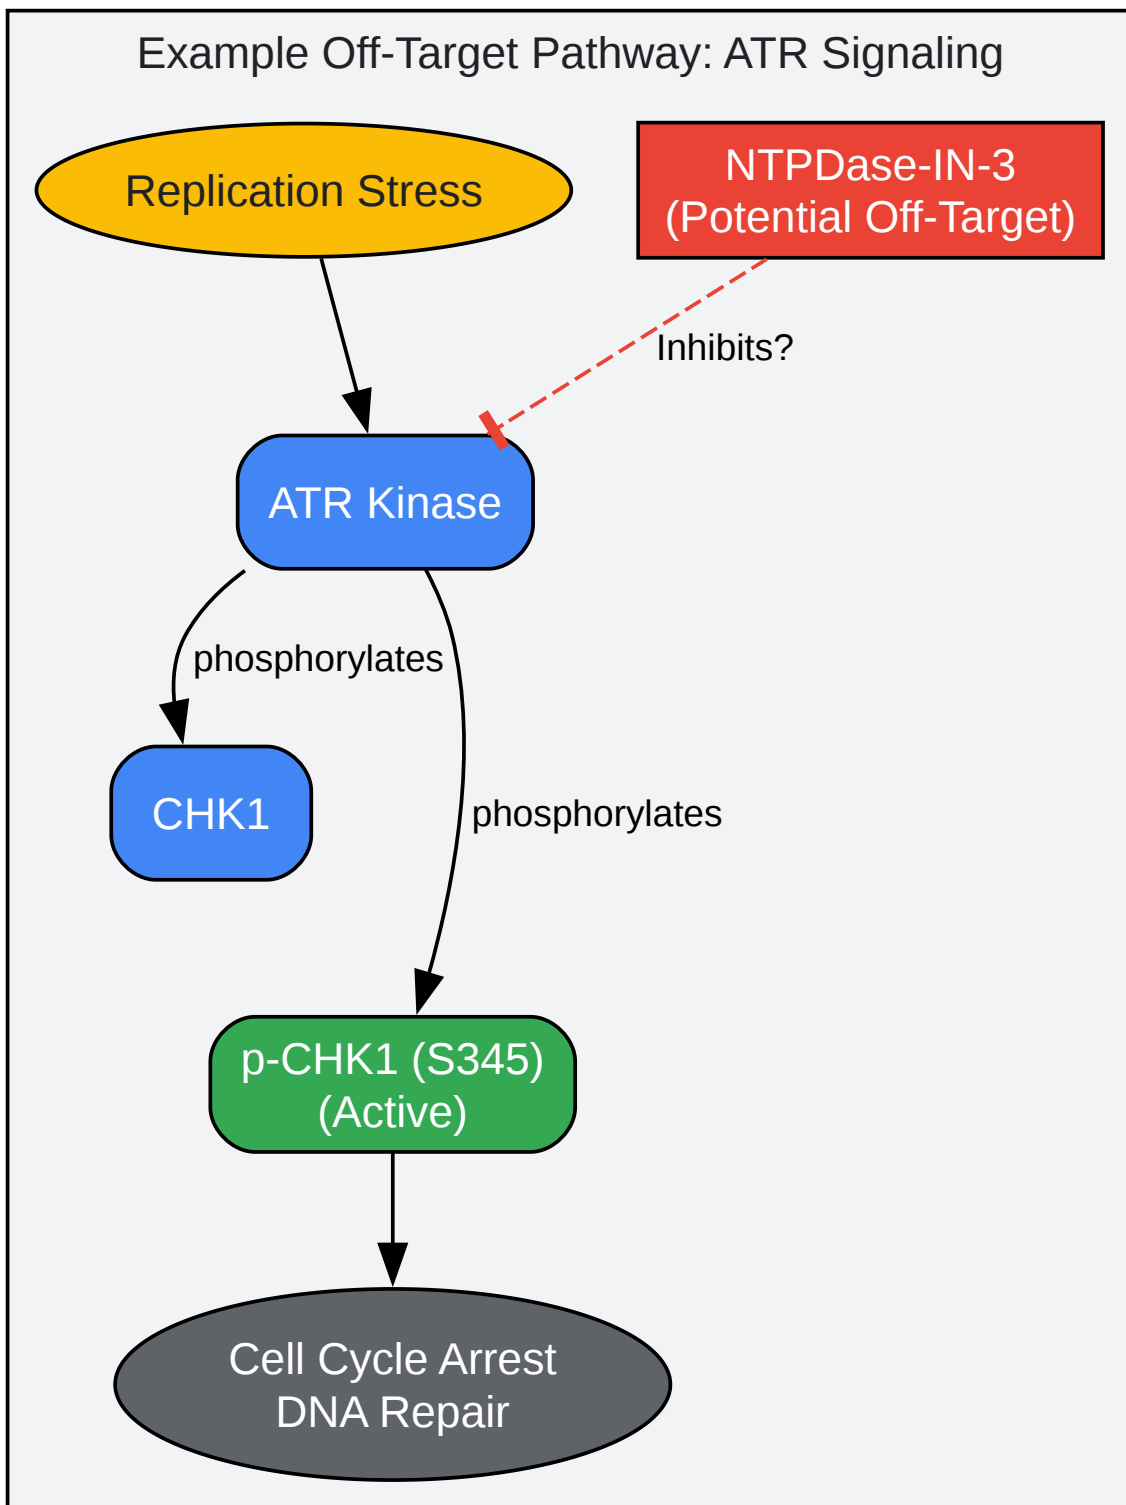 Example Off-Target Pathway: ATR Signaling
Replication Stress
NTPDase-IN-3
(Potential Off-Target)
Inhibits?
ATR Kinase
phosphorylates
CHK1
phosphorylates
p-CHK1 (S345)
(Active)
Cell Cycle Arrest
DNA Repair